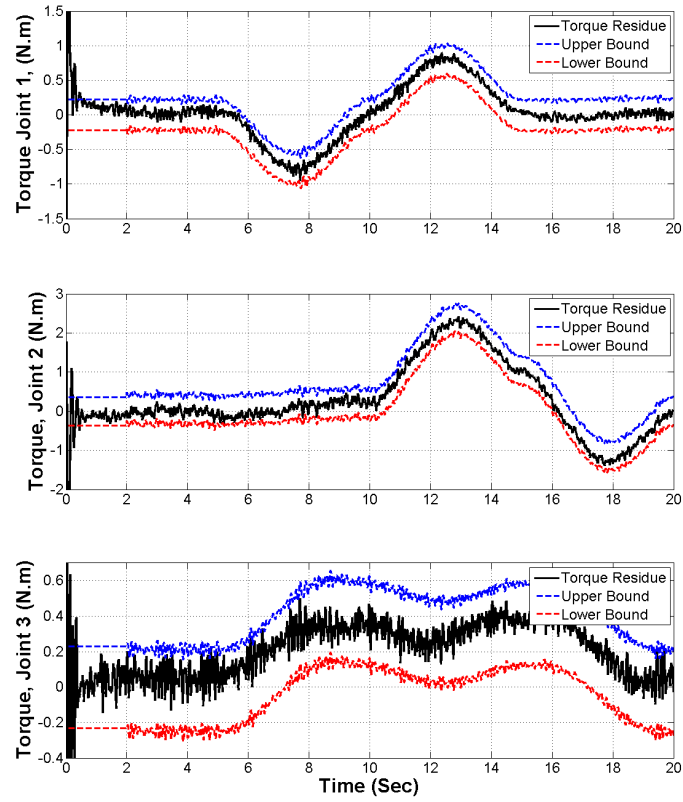 Torque Joint 1, (N.m)
1.5
1
0.5
0
-0.5
-1
-1.5
Torque Residue
Upper Bound
Lower Bound
0 2 4 6 8 10 12 14 16 18 20
Torque, Joint 2 (N.m)
3
2
1
0
-1
-2
Torque Residue
Upper Bound
Lower Bound
0 2 4 6 8 10 12 14 16 18 20
Torque, Joint 3 (N.m)
0.6
0.4
0.2
0
-0.2
-0.4
Torque Residue
Upper Bound
Lower Bound
0 2 4 6 8 10 12 14 16 18 20
Time (Sec)